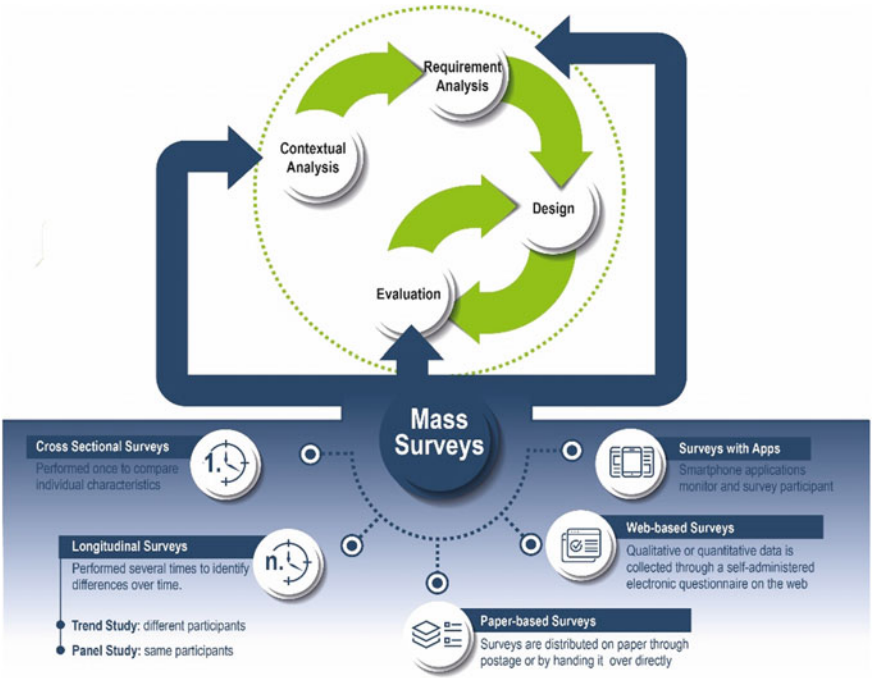 Requirement
Analysis
Contextual
Analysis
Design
Evaluation
Mass
Surveys
Cross Sectional Surveys
Performed once to compare
individual characteristics
1.
Surveys with Apps
Smartphone applications
monitor and survey participant
Longitudinal Surveys
Performed several times to identify
differences over time.
n.
Trend Study: different participants
Panel Study: same participants
Web-based Surveys
Qualitative or quantitative data is
collected through a self-administered
electronic questionnaire on the web
Paper-based Surveys
Surveys are distributed on paper through
postage or by handing it over directly